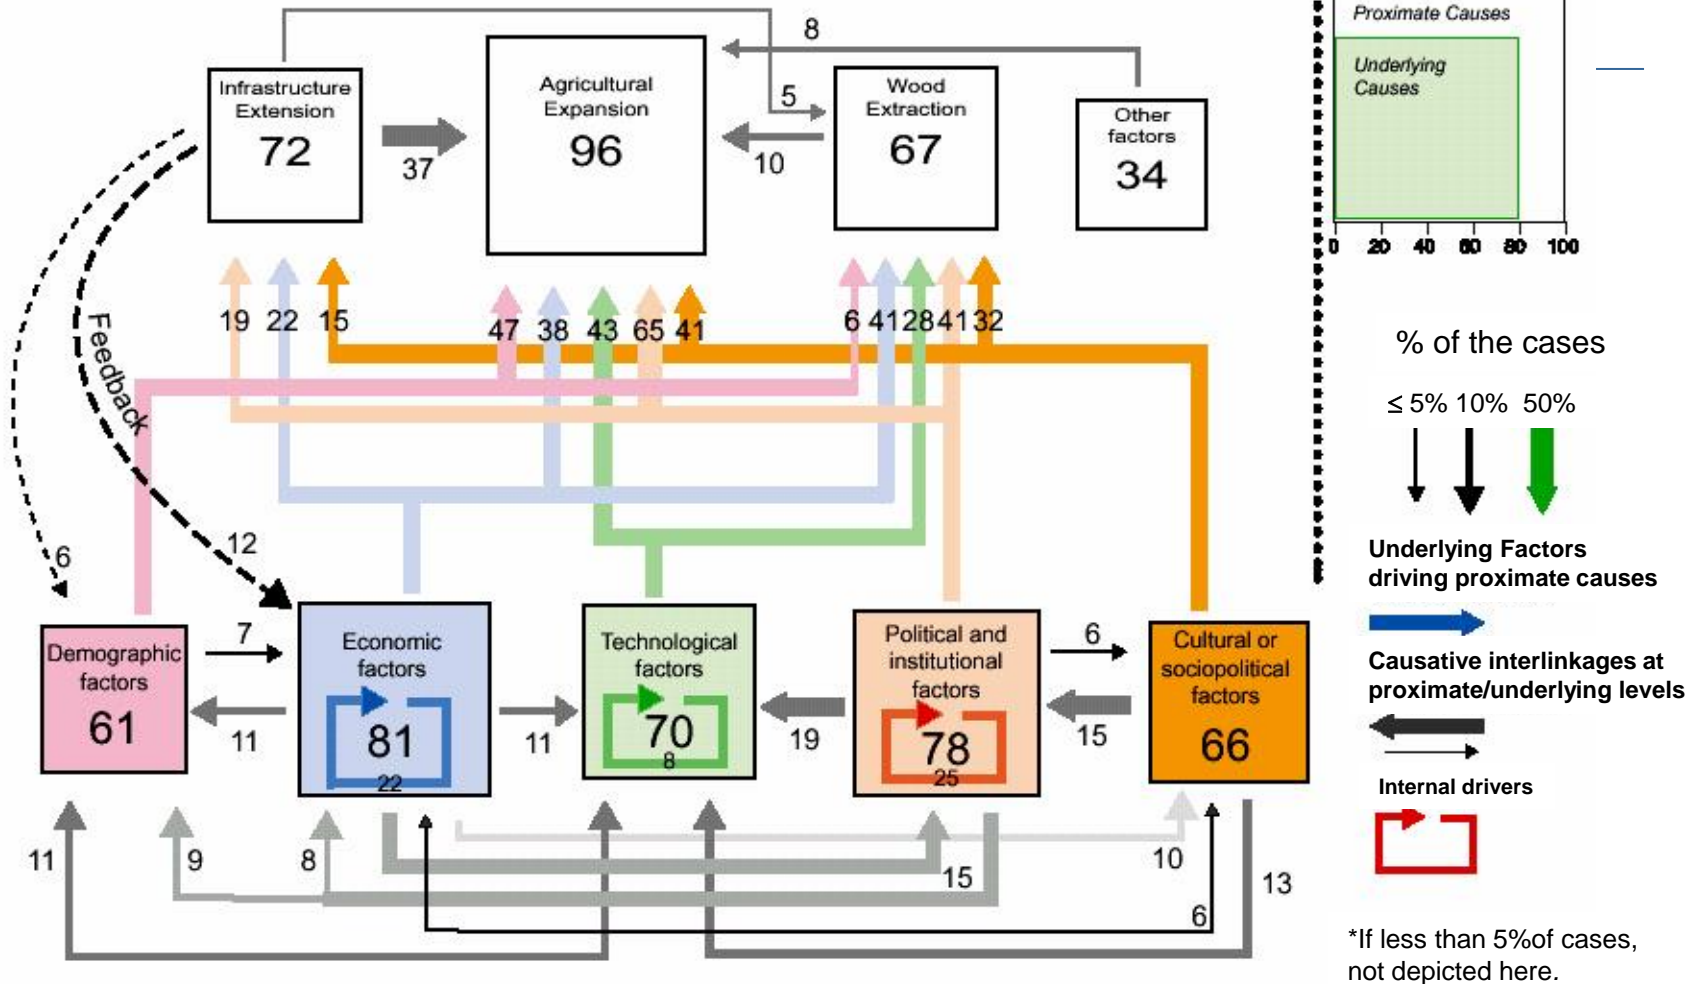 8
Proximate Causes
Underlying
Causes
0 20 40 60 80 100
Infrastructure
Extension
72
37
Agricultural
Expansion
96
5
10
Wood
Extraction
67
Other
factors
34
19 22 15
47 38 43 65 41
6 41 28 41 32
Feedback
6
12
% of the cases
≤ 5% 10% 50%
Underlying Factors
driving proximate causes
Causative interlinkages at
proximate/underlying levels
Internal drivers
*If less than 5%of cases,
not depicted here.
Demographic
factors
61
7
11
Economic
factors
81
22
11
Technological
factors
70
8
19
Political and
institutional
factors
78
25
6
15
Cultural or
sociopolitical
factors
66
11
9
8
15
10
6
13